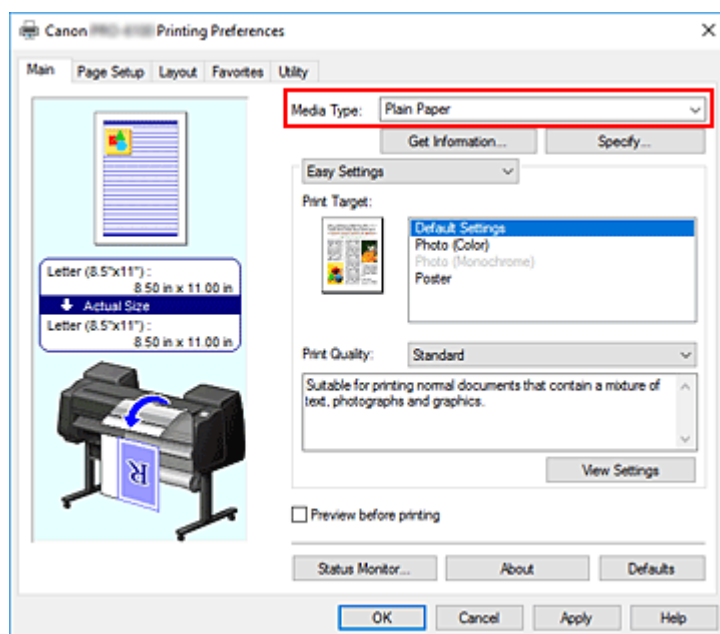 Canon Printing Preferences
Main Page Setup Layout Favorites Utility
Media Type: Plain Paper
Get Information... Specify...
Easy Settings
Print Target:
Default Settings
Photo (Color)
Photo (Monochrome)
Poster
Letter (8.5"x11") :
8.50 in x 11.00 in
Actual Size
Letter (8.5"x11") :
8.50 in x 11.00 in
R
Print Quality: Standard
Suitable for printing normal documents that contain a mixture of
text, photographs and graphics.
View Settings
Preview before printing
Status Monitor... About Defaults
OK Cancel Apply Help